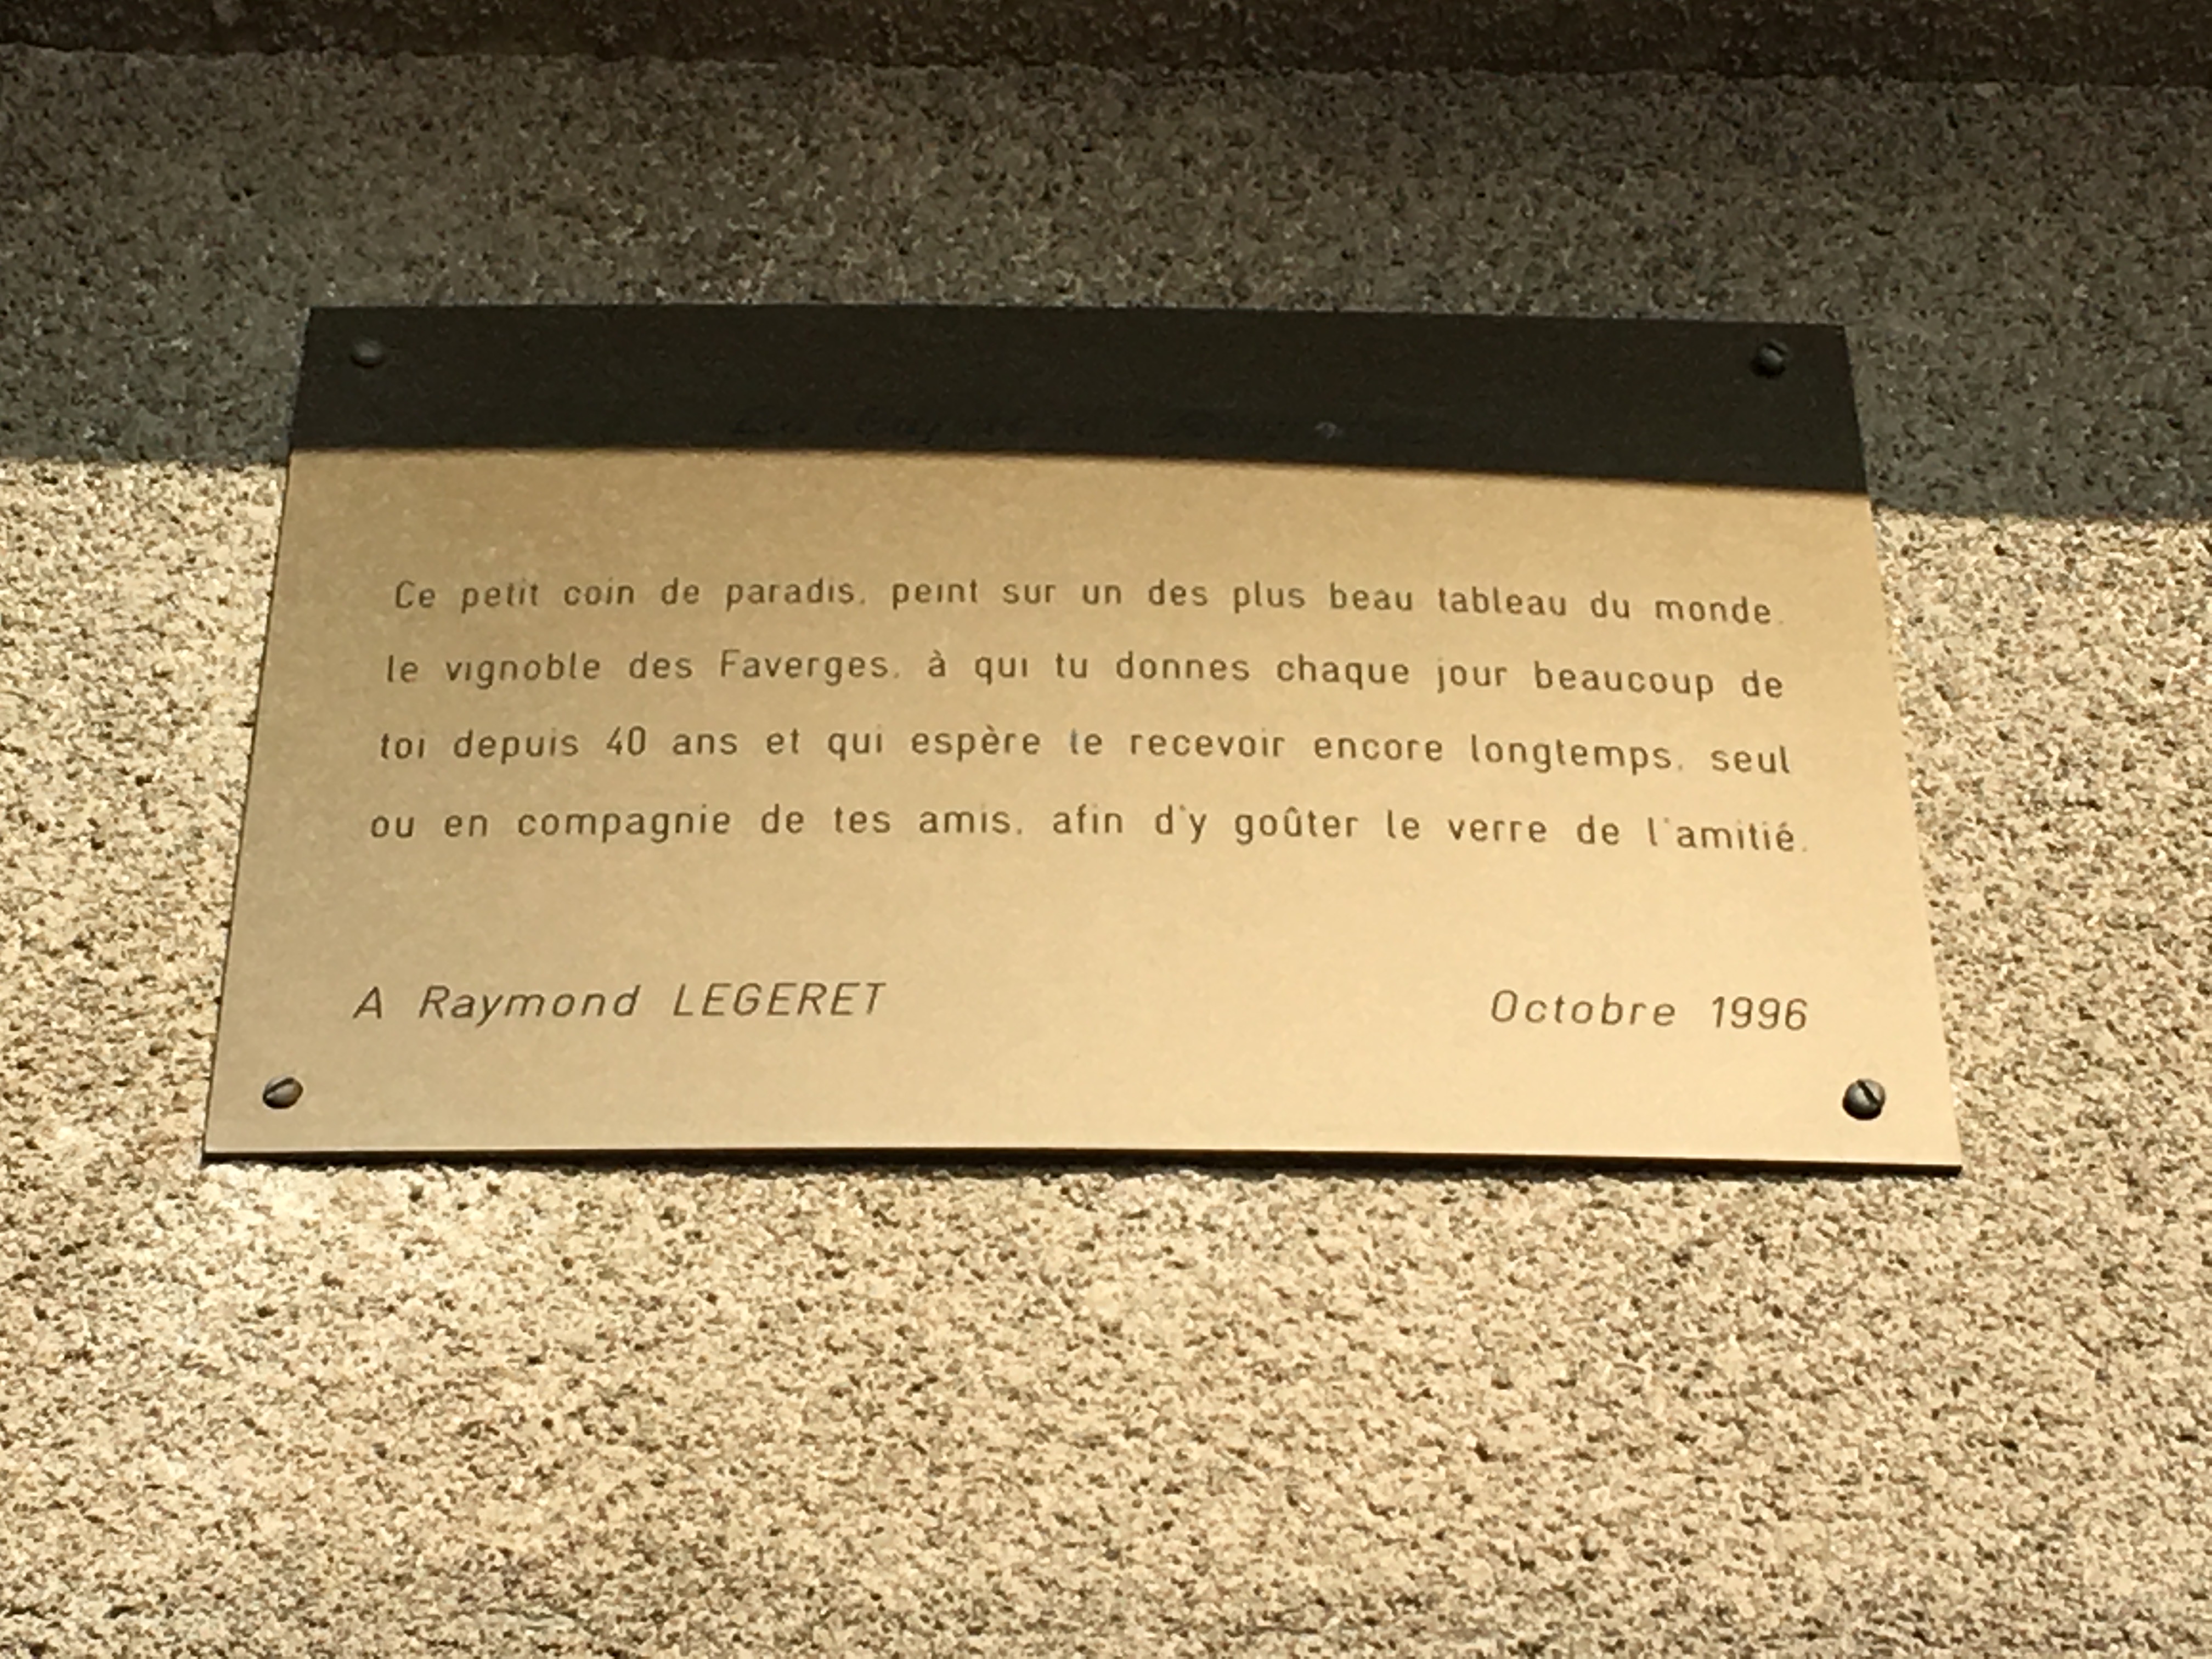 Ce petit coin de paradis, peint sur un des plus beau tableau du monde,
le vignoble des Faverges, à qui tu donnes chaque jour beaucoup de
toi depuis 40 ans et qui espère te recevoir encore longtemps, seul
ou en compagnie de tes amis, afin d'y goûter le verre de l'amitié.
A Raymond LEGERET Octobre 1996